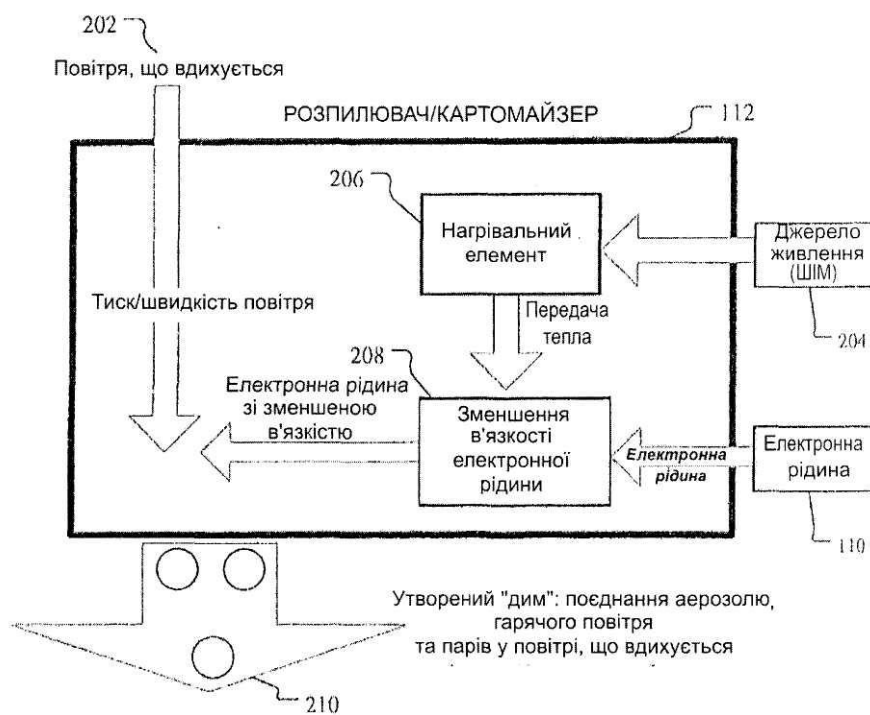 202
Повітря, що вдихується
РОЗПИЛЮВАЧ/КАРТОМАЙЗЕР
112
206
Нагрівальний
елемент
Джерело
живлення
(ШІМ)
204
Тиск/швидкість повітря
Передача
тепла
208
Електронна рідина
зі зменшеною
в'язкістю
Зменшення
в'язкості
електронної
рідини
Електронна
рідина
Електронна
рідина
110
Утворений "дим": поєднання аерозолю,
гарячого повітря
та парів у повітрі, що вдихується
210